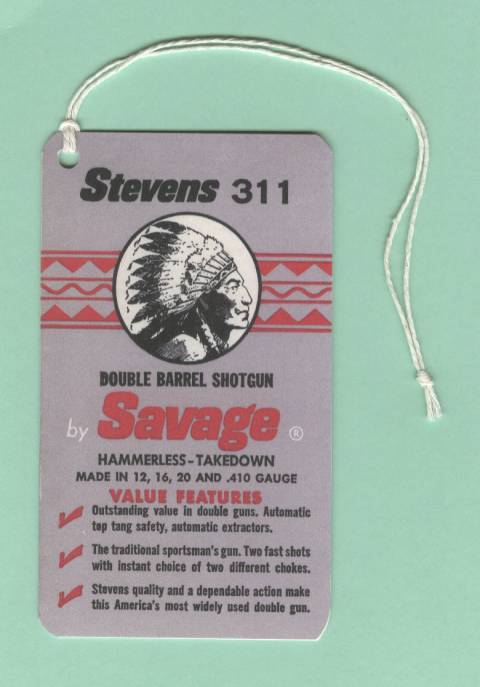 Stevens 311
DOUBLE BARREL SHOTGUN
by Savage ®
HAMMERLESS-TAKEDOWN
MADE IN 12, 16, 20 AND .410 GAUGE
VALUE FEATURES
Outstanding value in double guns. Automatic
top tang safety, automatic extractors.
The traditional sportsman's gun. Two fast shots
with instant choice of two different chokes.
Stevens quality and a dependable action make
this America's most widely used double gun.